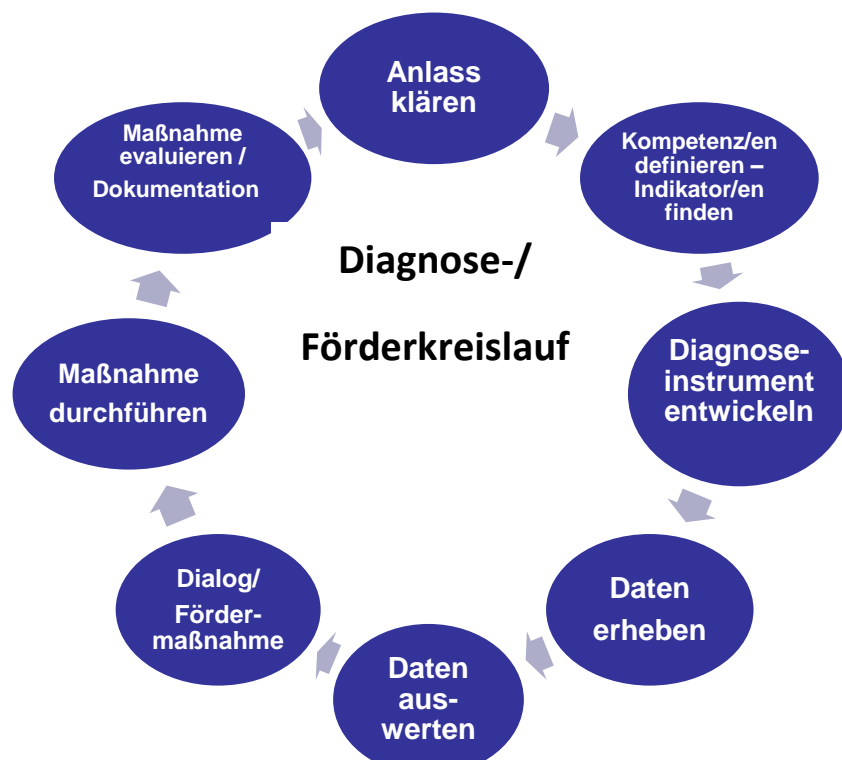 Anlass
klären
Kompetenz/en
definieren –
Indikator/en
finden
Diagnose-
instrument
entwickeln
Daten
erheben
Daten
aus-
werten
Dialog/
Förder-
maßnahme
Maßnahme
durchführen
Maßnahme
evaluieren /
Dokumentation
Diagnose-/
Förderkreislauf